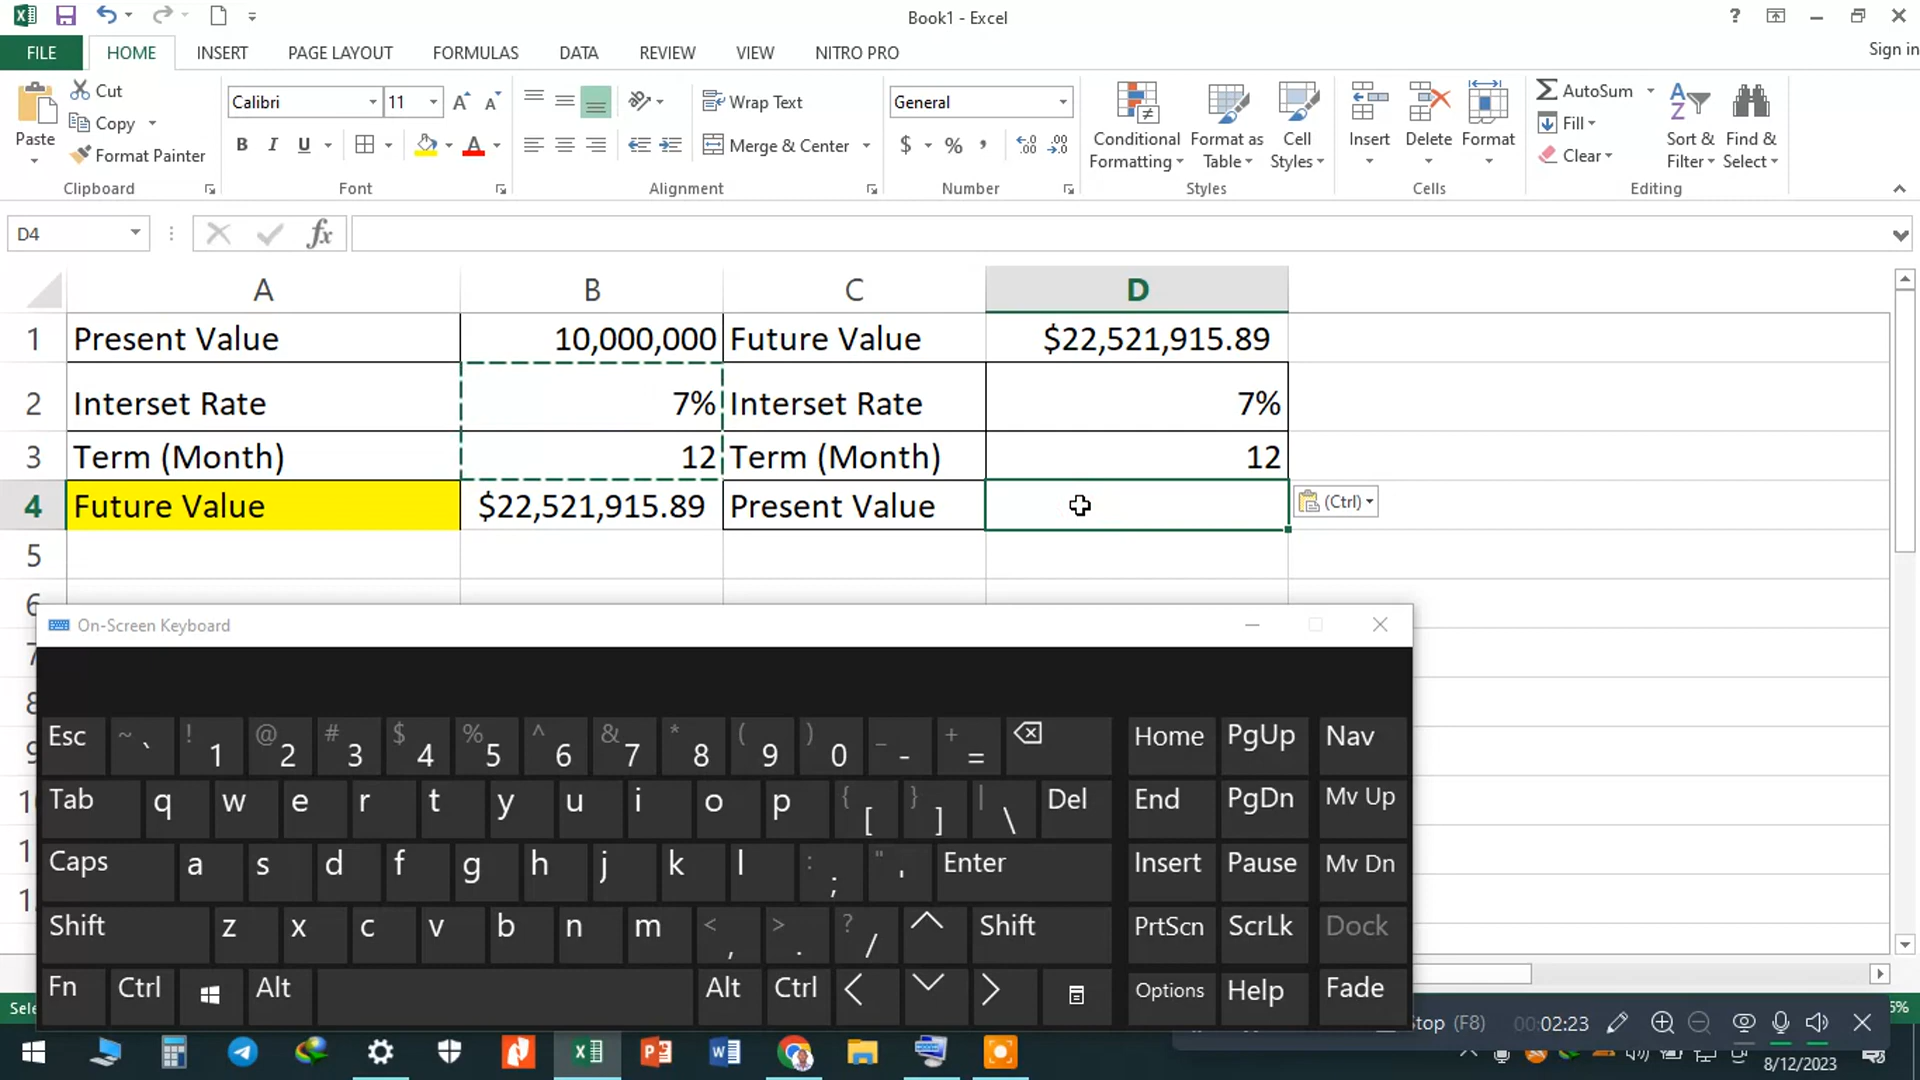 Book1 - Excel
?
Sign in
FILE HOME INSERT PAGE LAYOUT FORMULAS DATA REVIEW VIEW NITRO PRO
Paste
Cut
Copy
Format Painter
Clipboard
Calibri 11
B I U
Font
Wrap Text
Merge & Center
Alignment
General
$ % ,
Number
Conditional Formatting
Format as Table
Cell Styles
Styles
Insert Delete Format
Cells
AutoSum
Fill
Clear
Sort & Filter
Find & Select
Editing
D4 fx
A B C D
1 Present Value 10,000,000 Future Value $22,521,915.89
2 Interset Rate 7% Interset Rate 7%
3 Term (Month) 12 Term (Month) 12
4 Future Value $22,521,915.89 Present Value
(Ctrl)
5
6
On-Screen Keyboard
Esc ~ ` ! 1 @ 2 # 3 $ 4 % 5 ^ 6 & 7 * 8 ( 9 ) 0 _ - + = Home PgUp Nav
Tab q w e r t y u i o p { [ } ] | \ Del End PgDn Mv Up
Caps a s d f g h j k l : ; " ' Enter Insert Pause Mv Dn
Shift z x c v b n m < , > . ? / Shift PrtScn ScrLk Dock
Fn Ctrl Alt Alt Ctrl Options Help Fade
(F8) 00:02:23
8/12/2023